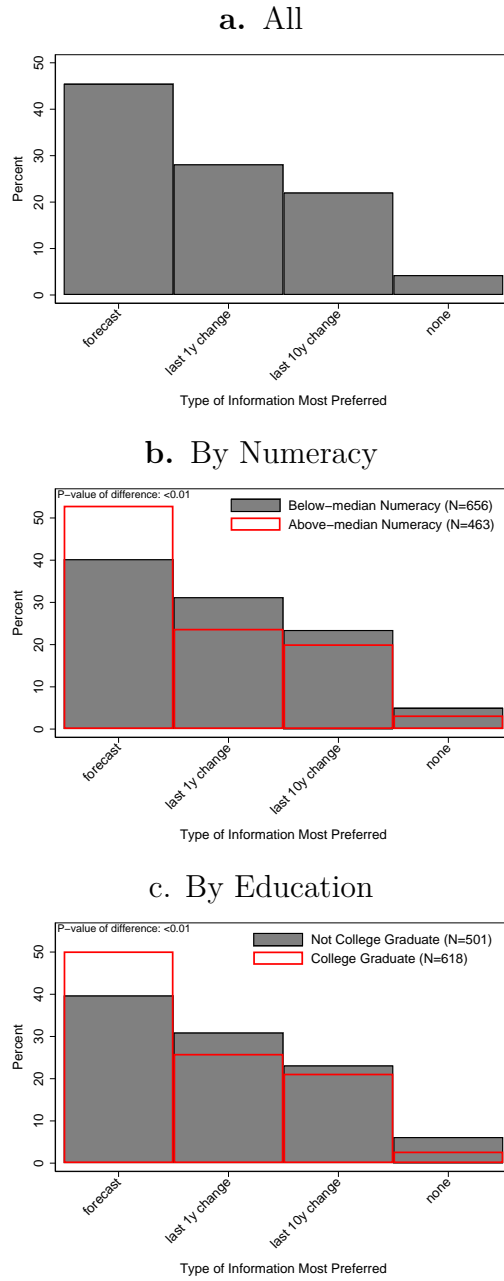 a. All
50
40
30
20
10
0
Percent
forecast
last 1y change
last 10y change
none
Type of Information Most Preferred
b. By Numeracy
P−value of difference: <0.01
Below−median Numeracy (N=656)
Above−median Numeracy (N=463)
50
40
30
20
10
0
Percent
forecast
last 1y change
last 10y change
none
Type of Information Most Preferred
c. By Education
P−value of difference: <0.01
Not College Graduate (N=501)
College Graduate (N=618)
50
40
30
20
10
0
Percent
forecast
last 1y change
last 10y change
none
Type of Information Most Preferred